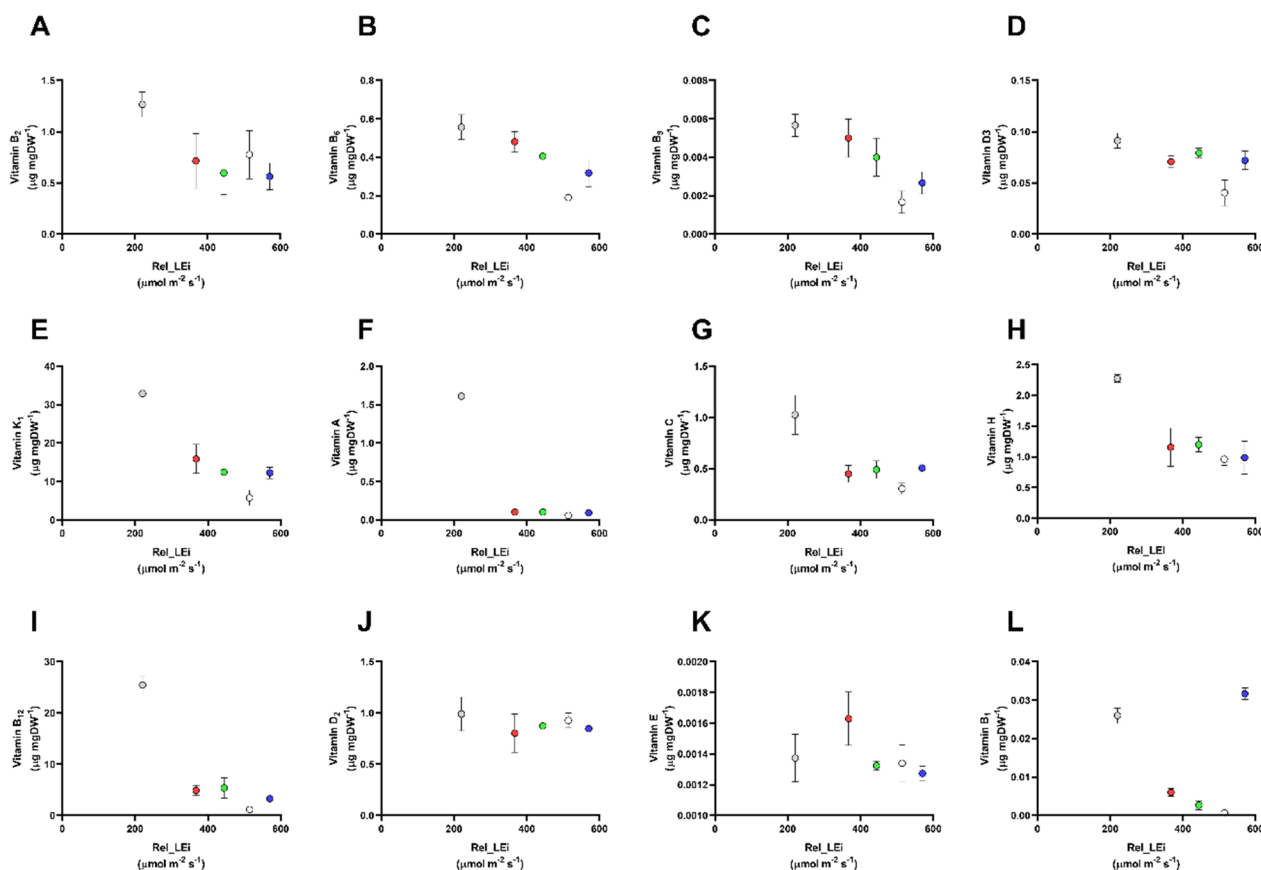 A
Vitamin B2
(µg mgDW-1)
1.5
1.0
0.5
0.0
0 200 400 600
Rel_LEi
(µmol m-2 s-1)
B
Vitamin B6
(µg mgDW-1)
0.8
0.6
0.4
0.2
0.0
0 200 400 600
Rel_LEi
(µmol m-2 s-1)
C
Vitamin B9
(µg mgDW-1)
0.008
0.006
0.004
0.002
0.000
0 200 400 600
Rel_LEi
(µmol m-2 s-1)
D
Vitamin D3
(µg mgDW-1)
0.15
0.10
0.05
0.00
0 200 400 600
Rel_LEi
(µmol m-2 s-1)
E
Vitamin K1
(µg mgDW-1)
40
30
20
10
0
0 200 400 600
Rel_LEi
(µmol m-2 s-1)
F
Vitamin A
(µg mgDW-1)
2.0
1.5
1.0
0.5
0.0
0 200 400 600
Rel_LEi
(µmol m-2 s-1)
G
Vitamin C
(µg mgDW-1)
1.5
1.0
0.5
0.0
0 200 400 600
Rel_LEi
(µmol m-2 s-1)
H
Vitamin H
(µg mgDW-1)
2.5
2.0
1.5
1.0
0.5
0.0
0 200 400 600
Rel_LEi
(µmol m-2 s-1)
I
Vitamin B12
(µg mgDW-1)
30
20
10
0
0 200 400 600
Rel_LEi
(µmol m-2 s-1)
J
Vitamin D2
(µg mgDW-1)
1.5
1.0
0.5
0.0
0 200 400 600
Rel_LEi
(µmol m-2 s-1)
K
Vitamin E
(µg mgDW-1)
0.0020
0.0018
0.0016
0.0014
0.0012
0.0010
0 200 400 600
Rel_LEi
(µmol m-2 s-1)
L
Vitamin B1
(µg mgDW-1)
0.04
0.03
0.02
0.01
0.00
0 200 400 600
Rel_LEi
(µmol m-2 s-1)